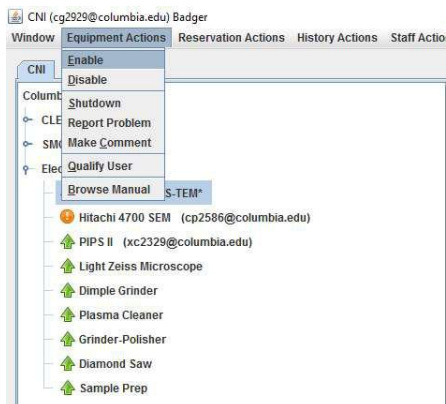 CNI (cg2929@columbia.edu) Badger
Window Equipment Actions Reservation Actions History Actions Staff Actio
CNI
Enable
Disable
Columb
Shutdown
CLE
Report Problem
SM
Make Comment
Elec
Qualify User
Browse Manual
S-TEM*
Hitachi 4700 SEM (cp2586@columbia.edu)
PIPS II (xc2329@columbia.edu)
Light Zeiss Microscope
Dimple Grinder
Plasma Cleaner
Grinder-Polisher
Diamond Saw
Sample Prep